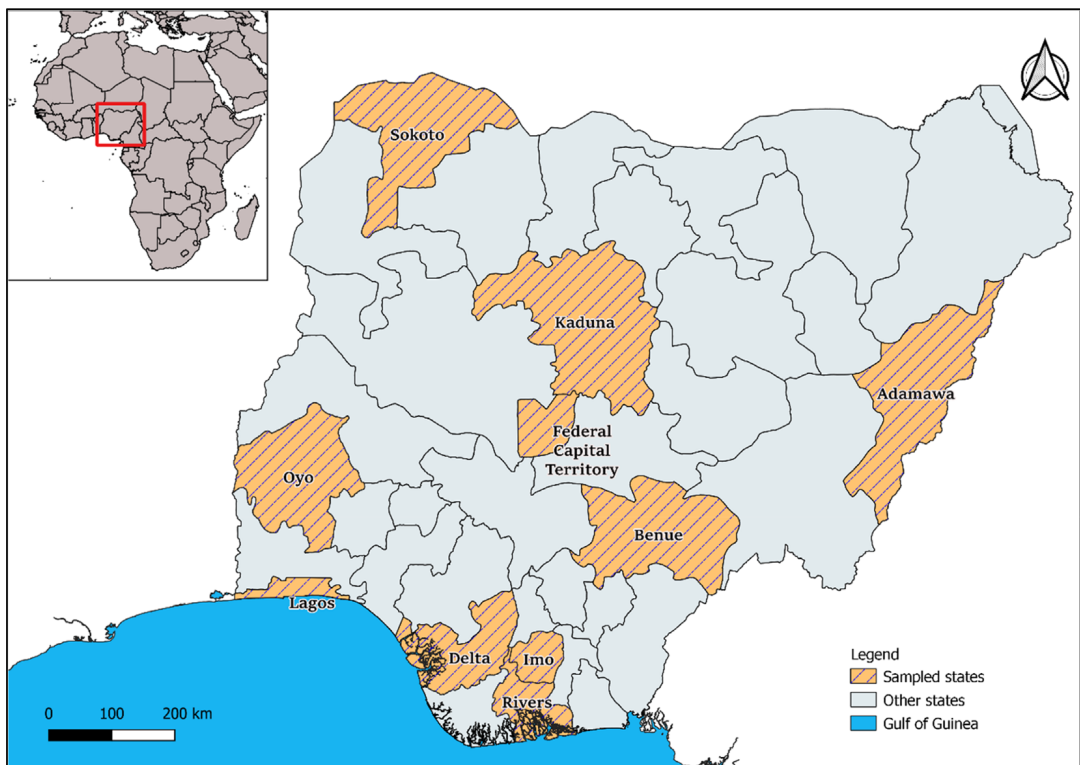 Sokoto
Kaduna
Adamawa
Federal
Capital
Territory
Oyo
Benue
Lagos
Delta
Imo
Rivers
Legend
Sampled states
Other states
Gulf of Guinea
0 100 200 km